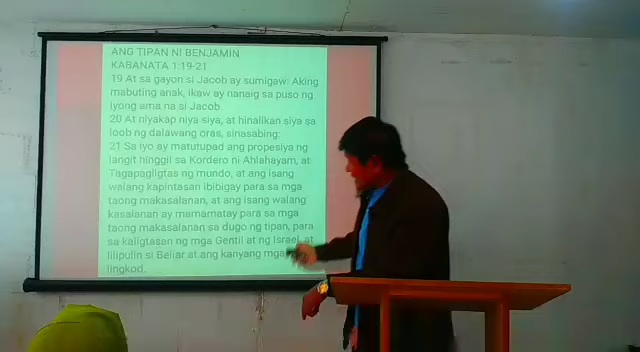 ANG TIPAN NI BENJAMIN
KABANATA 1:19-21
19 At sa gayon si Jacob ay sumigaw: Aking
mabuting anak, ikaw ay nanaig sa puso ng
iyong ama na si Jacob.
20 At niyakap niya siya, at hinalikan siya sa
loob ng dalawang oras, sinasabing:
21 Sa iyo ay matutupad ang propesiya ng
langit hinggil sa Kordero ni Ahlahayam, at
Tagapagligtas ng mundo, at ang isang
walang kapintasan ibibigay para sa mga
taong makasalanan, at ang isang walang
kasalanan ay mamamatay para sa mga
taong makasalanan sa dugo ng tipan, para
sa kaligtasan ng mga Gentil at ng Israel, at
lilipulin si Beliar at ang kanyang mga
lingkod.